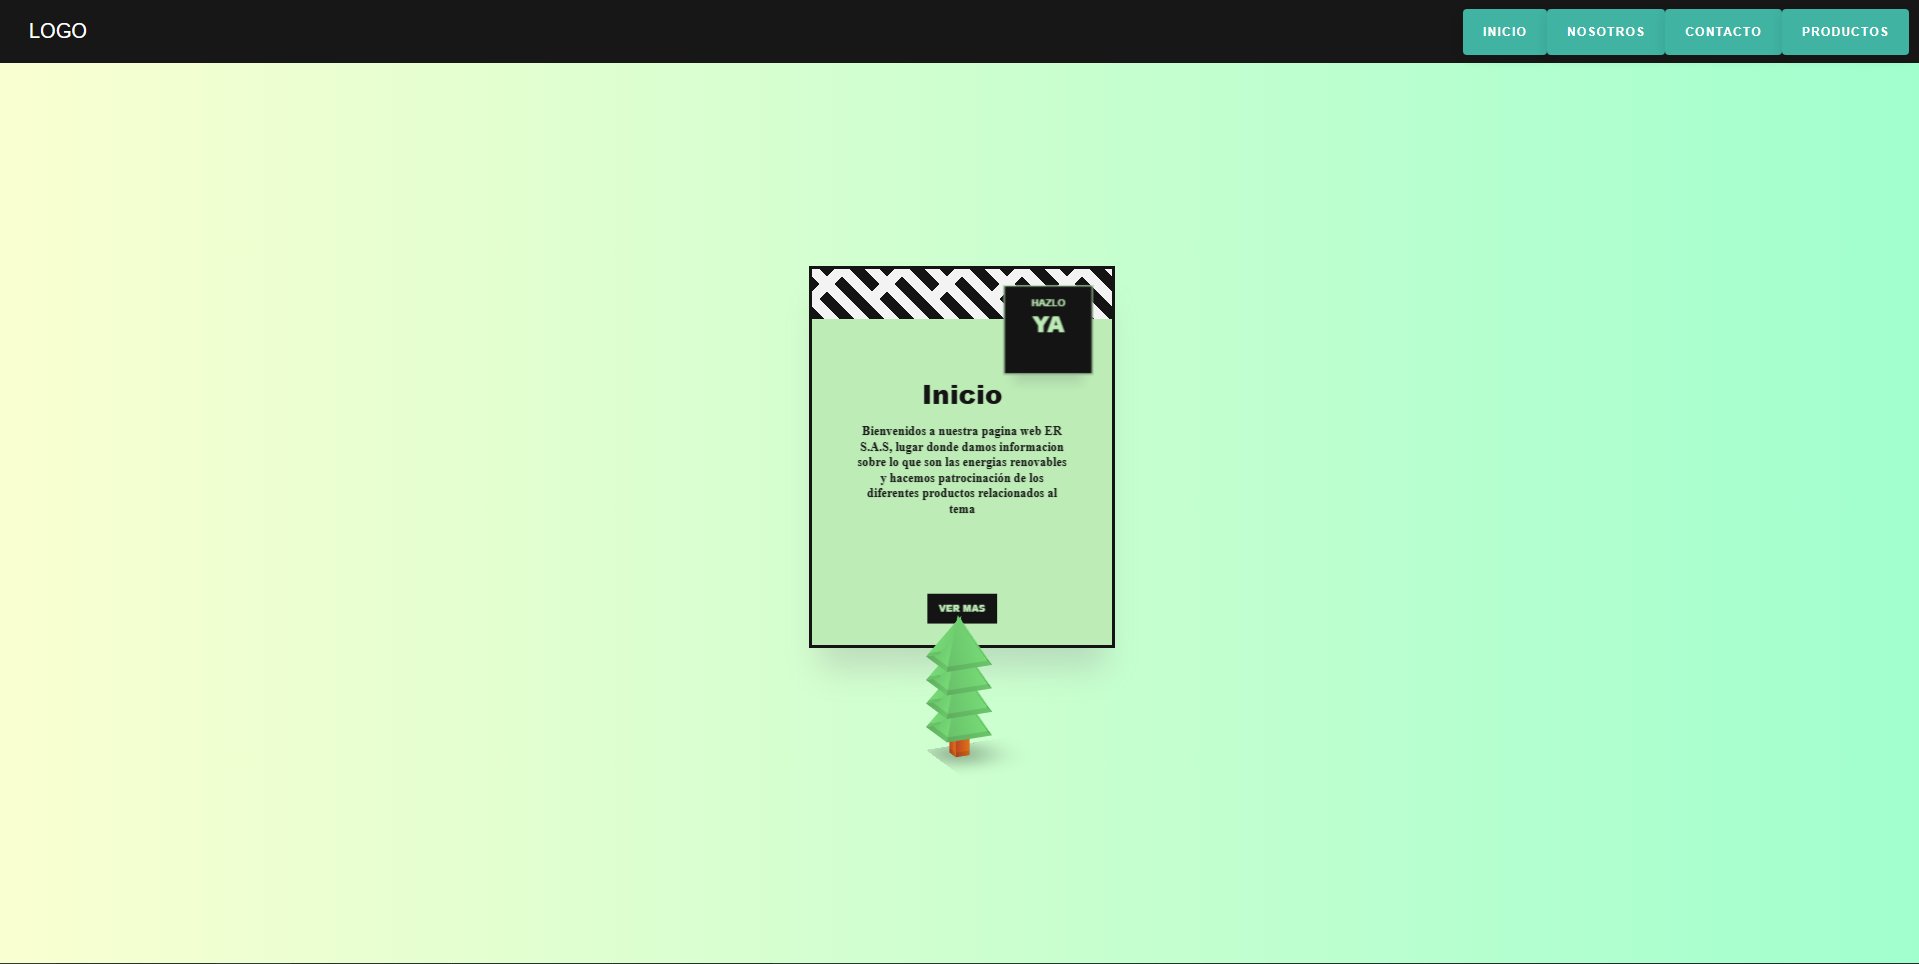 LOGO
INICIO
NOSOTROS
CONTACTO
PRODUCTOS
HAZLO
YA
Inicio
Bienvenidos a nuestra pagina web ER
S.A.S, lugar donde damos informacion
sobre lo que son las energias renovables
y hacemos patrocinación de los
diferentes productos relacionados al
tema
VER MAS